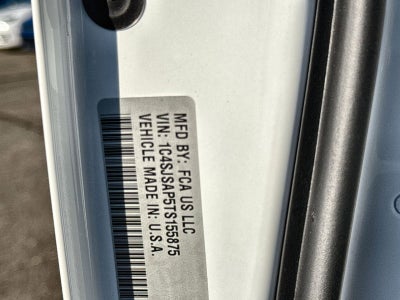 MFD BY: FCA US LLC
VIN: 1C4SJSAP5TS155875
VEHICLE MADE IN: U.S.A.